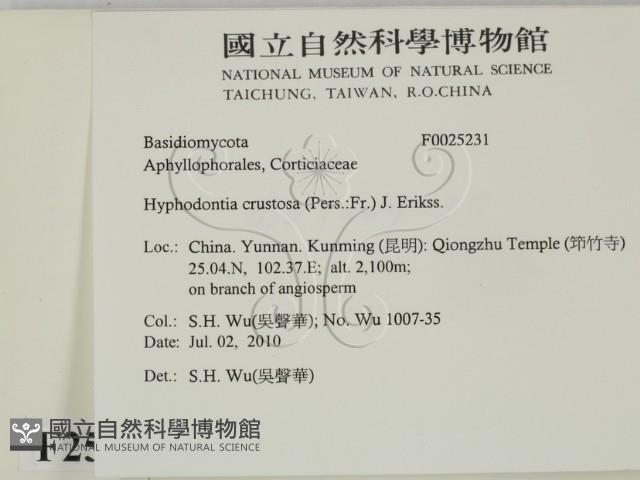 國立自然科學博物館
NATIONAL MUSEUM OF NATURAL SCIENCE
TAICHUNG, TAIWAN, R.O.CHINA
Basidiomycota F0025231
Aphyllophorales, Corticiaceae
Hyphodontia crustosa (Pers.:Fr.) J. Erikss.
Loc.: China. Yunnan. Kunming (昆明): Qiongzhu Temple (筇竹寺)
25.04.N, 102.37.E; alt. 2,100m;
on branch of angiosperm
Col.: S.H. Wu(吳聲華); No. Wu 1007-35
Date: Jul. 02, 2010
Det.: S.H. Wu(吳聲華)
國立自然科學博物館
NATIONAL MUSEUM OF NATURAL SCIENCE